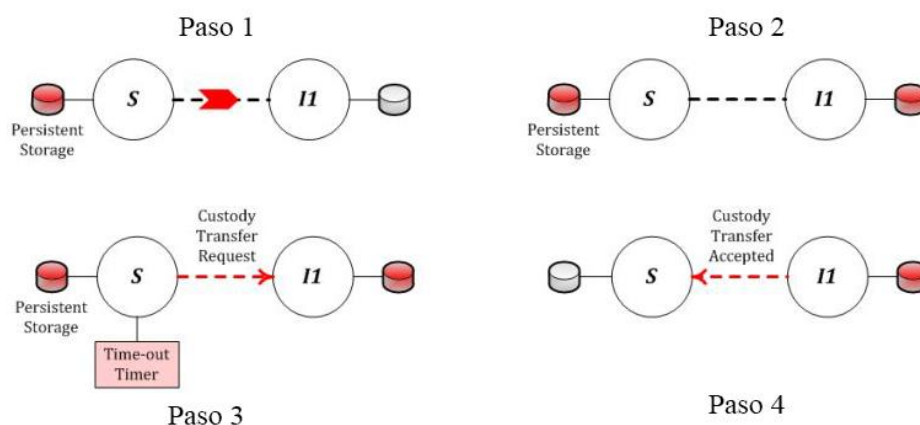 Paso 1
S
I1
Persistent
Storage
Paso 2
S
I1
Persistent
Storage
Custody
Transfer
Request
S
I1
Persistent
Storage
Time-out
Timer
Paso 3
Custody
Transfer
Accepted
S
I1
Paso 4